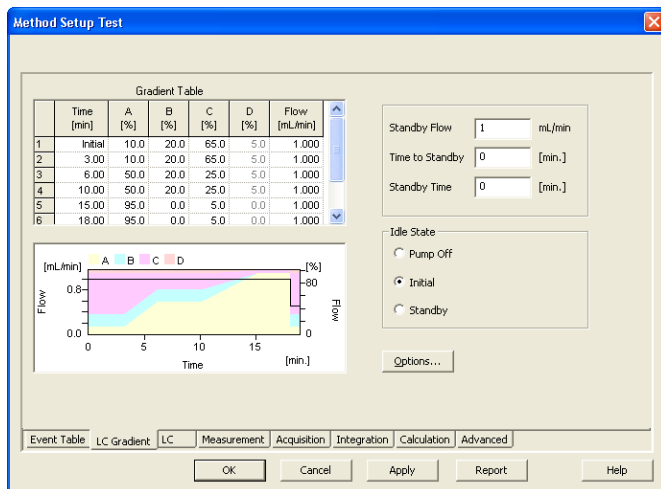 Method Setup Test
Gradient Table
Time [min] A [%] B [%] C [%] D [%] Flow [mL/min]
1 Initial 10.0 20.0 65.0 5.0 1.000
2 3.00 10.0 20.0 65.0 5.0 1.000
3 6.00 50.0 20.0 25.0 5.0 1.000
4 10.00 50.0 20.0 25.0 5.0 1.000
5 15.00 95.0 0.0 5.0 0.0 1.000
6 18.00 95.0 0.0 5.0 0.0 1.000
Standby Flow 1 mL/min
Time to Standby 0 [min.]
Standby Time 0 [min.]
Idle State
Pump Off
Initial
Standby
Options...
[mL/min] A B C D [%]
0.8 80
Flow Flow
0.0 0
0 5 10 15
Time [min.]
Event Table LC Gradient LC Measurement Acquisition Integration Calculation Advanced
OK Cancel Apply Report Help